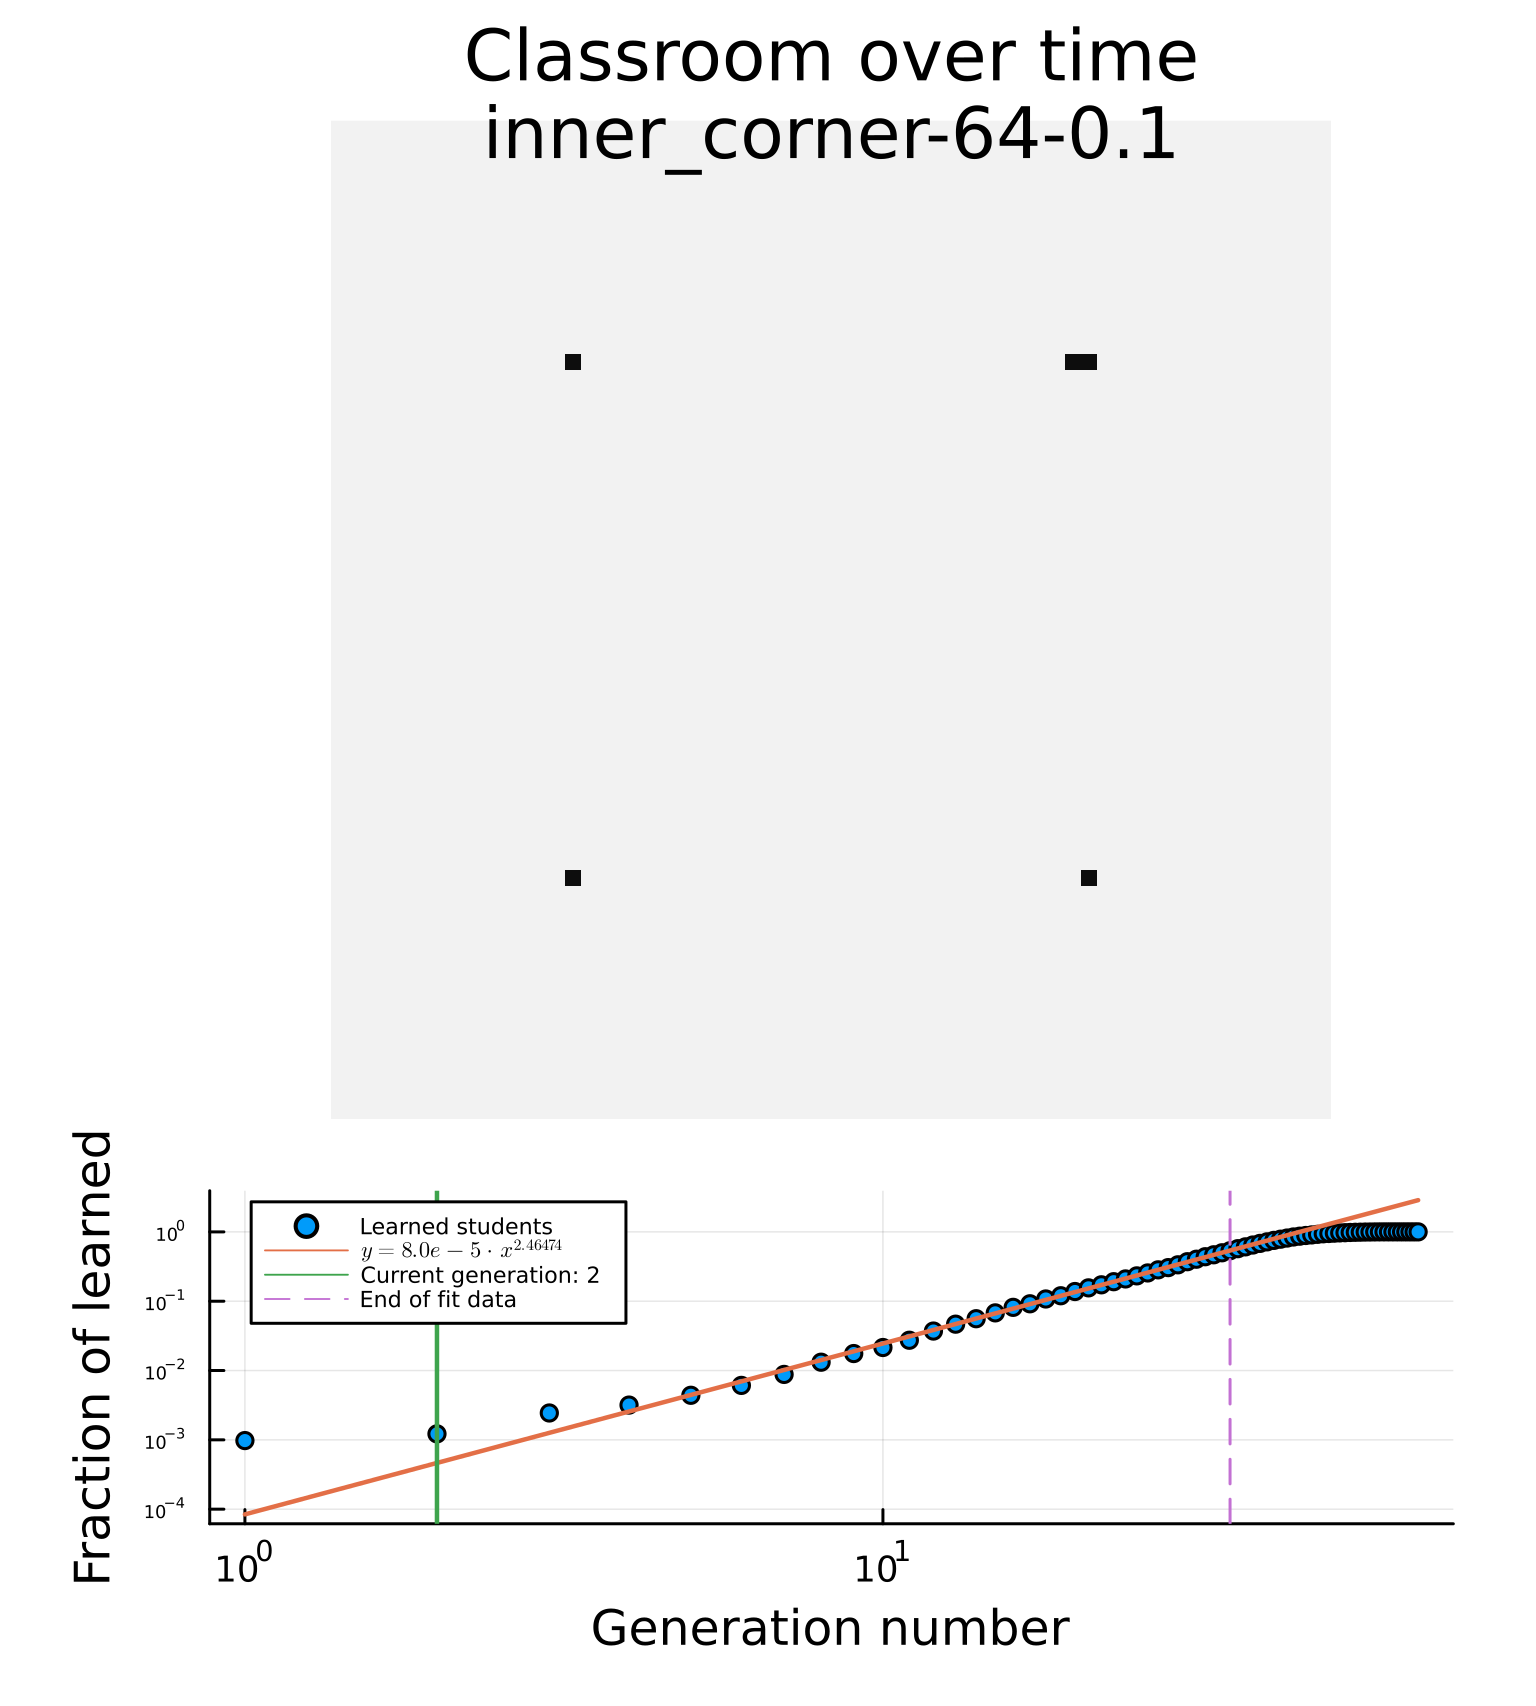 Classroom over time
inner_corner-64-0.1
Fraction of learned
10^0
10^-1
10^-2
10^-3
10^-4
Learned students
y = 8.0e − 5 · x^2.46474
Current generation: 2
End of fit data
10^0
10^1
Generation number